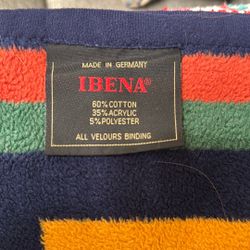 MADE IN GERMANY
IBENA®
60% COTTON
35% ACRYLIC
5% POLYESTER
ALL VELOURS BINDING